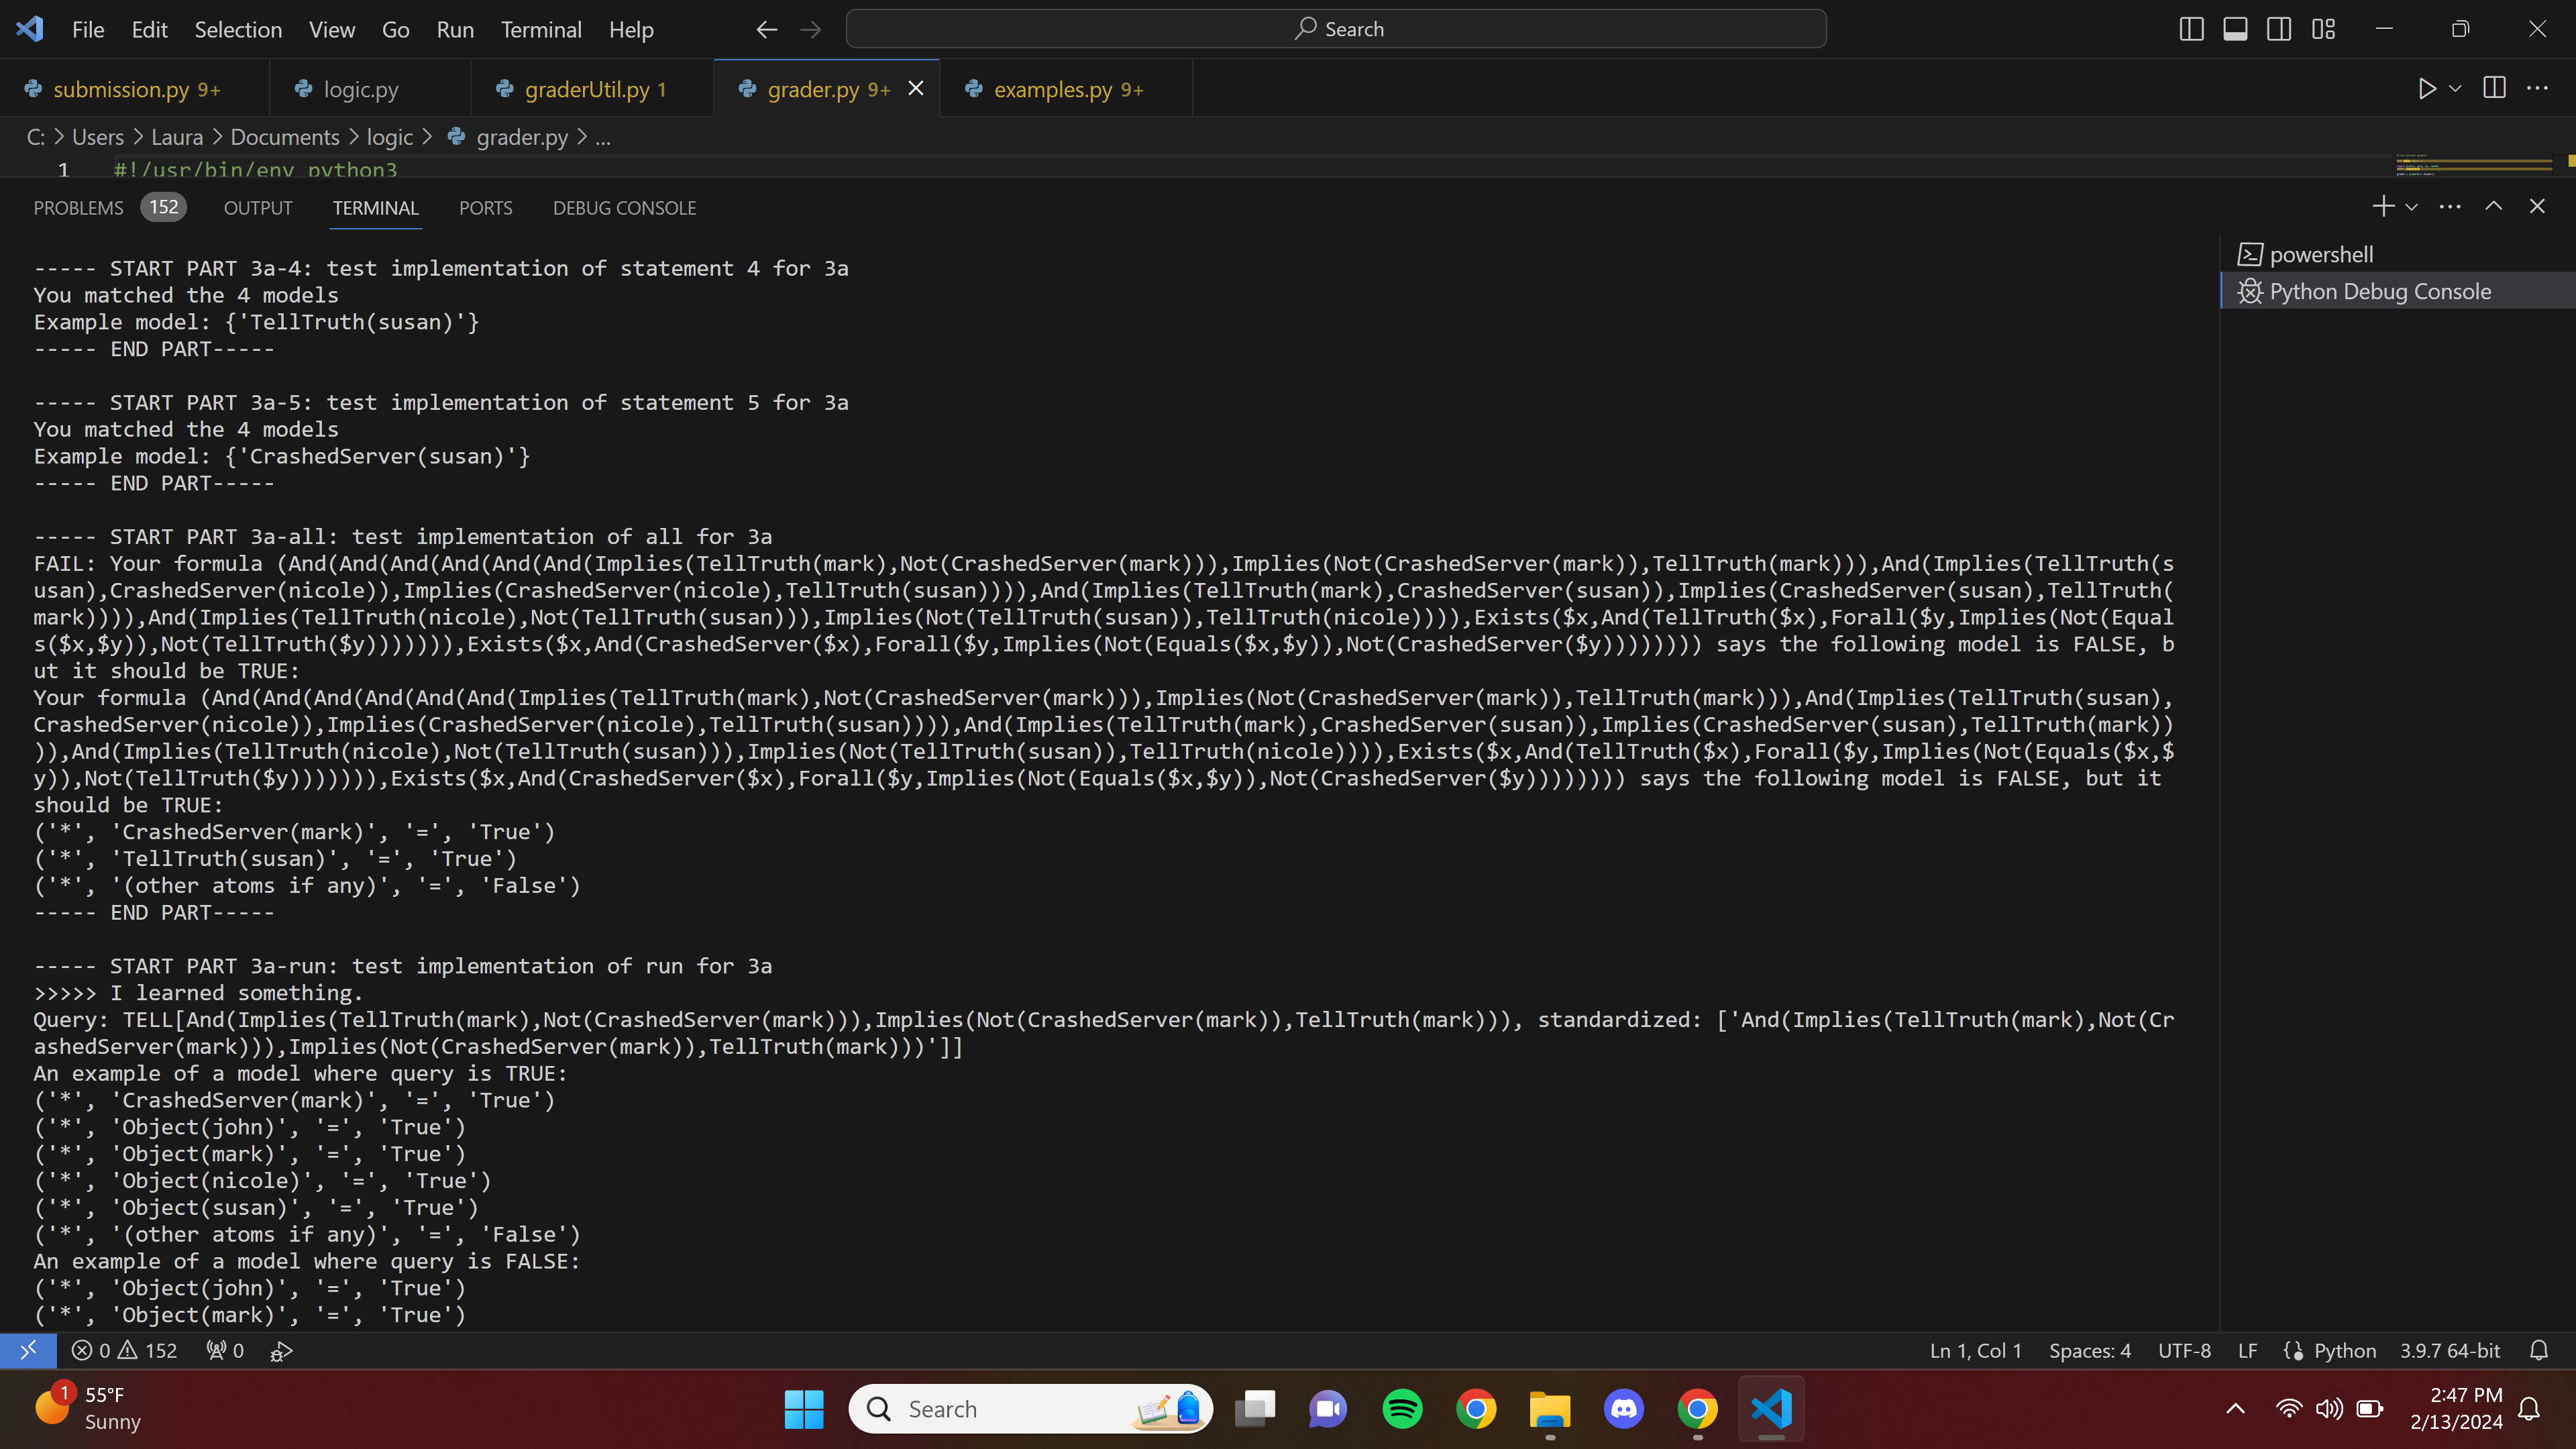 File Edit Selection View Go Run Terminal Help Search
submission.py 9+ logic.py graderUtil.py 1 grader.py 9+ examples.py 9+
C: > Users > Laura > Documents > logic > grader.py > ...
1 #!/usr/bin/env python3
PROBLEMS 152 OUTPUT TERMINAL PORTS DEBUG CONSOLE
powershell
Python Debug Console
----- START PART 3a-4: test implementation of statement 4 for 3a
You matched the 4 models
Example model: {'TellTruth(susan)'}
----- END PART-----
----- START PART 3a-5: test implementation of statement 5 for 3a
You matched the 4 models
Example model: {'CrashedServer(susan)'}
----- END PART-----
----- START PART 3a-all: test implementation of all for 3a
FAIL: Your formula (And(And(And(And(And(And(Implies(TellTruth(mark),Not(CrashedServer(mark))),Implies(Not(CrashedServer(mark)),TellTruth(mark))),And(Implies(TellTruth(s
usan),CrashedServer(nicole)),Implies(CrashedServer(nicole),TellTruth(susan)))),And(Implies(TellTruth(mark),CrashedServer(susan)),Implies(CrashedServer(susan),TellTruth(
mark)))),And(Implies(TellTruth(nicole),Not(TellTruth(susan))),Implies(Not(TellTruth(susan)),TellTruth(nicole)))),Exists($x,And(TellTruth($x),Forall($y,Implies(Not(Equal
s($x,$y)),Not(TellTruth($y))))))),Exists($x,And(CrashedServer($x),Forall($y,Implies(Not(Equals($x,$y)),Not(CrashedServer($y)))))))) says the following model is FALSE, b
ut it should be TRUE:
Your formula (And(And(And(And(And(And(Implies(TellTruth(mark),Not(CrashedServer(mark))),Implies(Not(CrashedServer(mark)),TellTruth(mark))),And(Implies(TellTruth(susan),
CrashedServer(nicole)),Implies(CrashedServer(nicole),TellTruth(susan)))),And(Implies(TellTruth(mark),CrashedServer(susan)),Implies(CrashedServer(susan),TellTruth(mark))
)),And(Implies(TellTruth(nicole),Not(TellTruth(susan))),Implies(Not(TellTruth(susan)),TellTruth(nicole)))),Exists($x,And(TellTruth($x),Forall($y,Implies(Not(Equals($x,$
y)),Not(TellTruth($y))))))),Exists($x,And(CrashedServer($x),Forall($y,Implies(Not(Equals($x,$y)),Not(CrashedServer($y)))))))) says the following model is FALSE, but it
should be TRUE:
('*', 'CrashedServer(mark)', '=', 'True')
('*', 'TellTruth(susan)', '=', 'True')
('*', '(other atoms if any)', '=', 'False')
----- END PART-----
----- START PART 3a-run: test implementation of run for 3a
>>>>> I learned something.
Query: TELL[And(Implies(TellTruth(mark),Not(CrashedServer(mark))),Implies(Not(CrashedServer(mark)),TellTruth(mark))), standardized: ['And(Implies(TellTruth(mark),Not(Cr
ashedServer(mark))),Implies(Not(CrashedServer(mark)),TellTruth(mark)))']]
An example of a model where query is TRUE:
('*', 'CrashedServer(mark)', '=', 'True')
('*', 'Object(john)', '=', 'True')
('*', 'Object(mark)', '=', 'True')
('*', 'Object(nicole)', '=', 'True')
('*', 'Object(susan)', '=', 'True')
('*', '(other atoms if any)', '=', 'False')
An example of a model where query is FALSE:
('*', 'Object(john)', '=', 'True')
('*', 'Object(mark)', '=', 'True')
0 152 0 Ln 1, Col 1 Spaces: 4 UTF-8 LF Python 3.9.7 64-bit
1 55°F
Sunny
Search
2:47 PM
2/13/2024